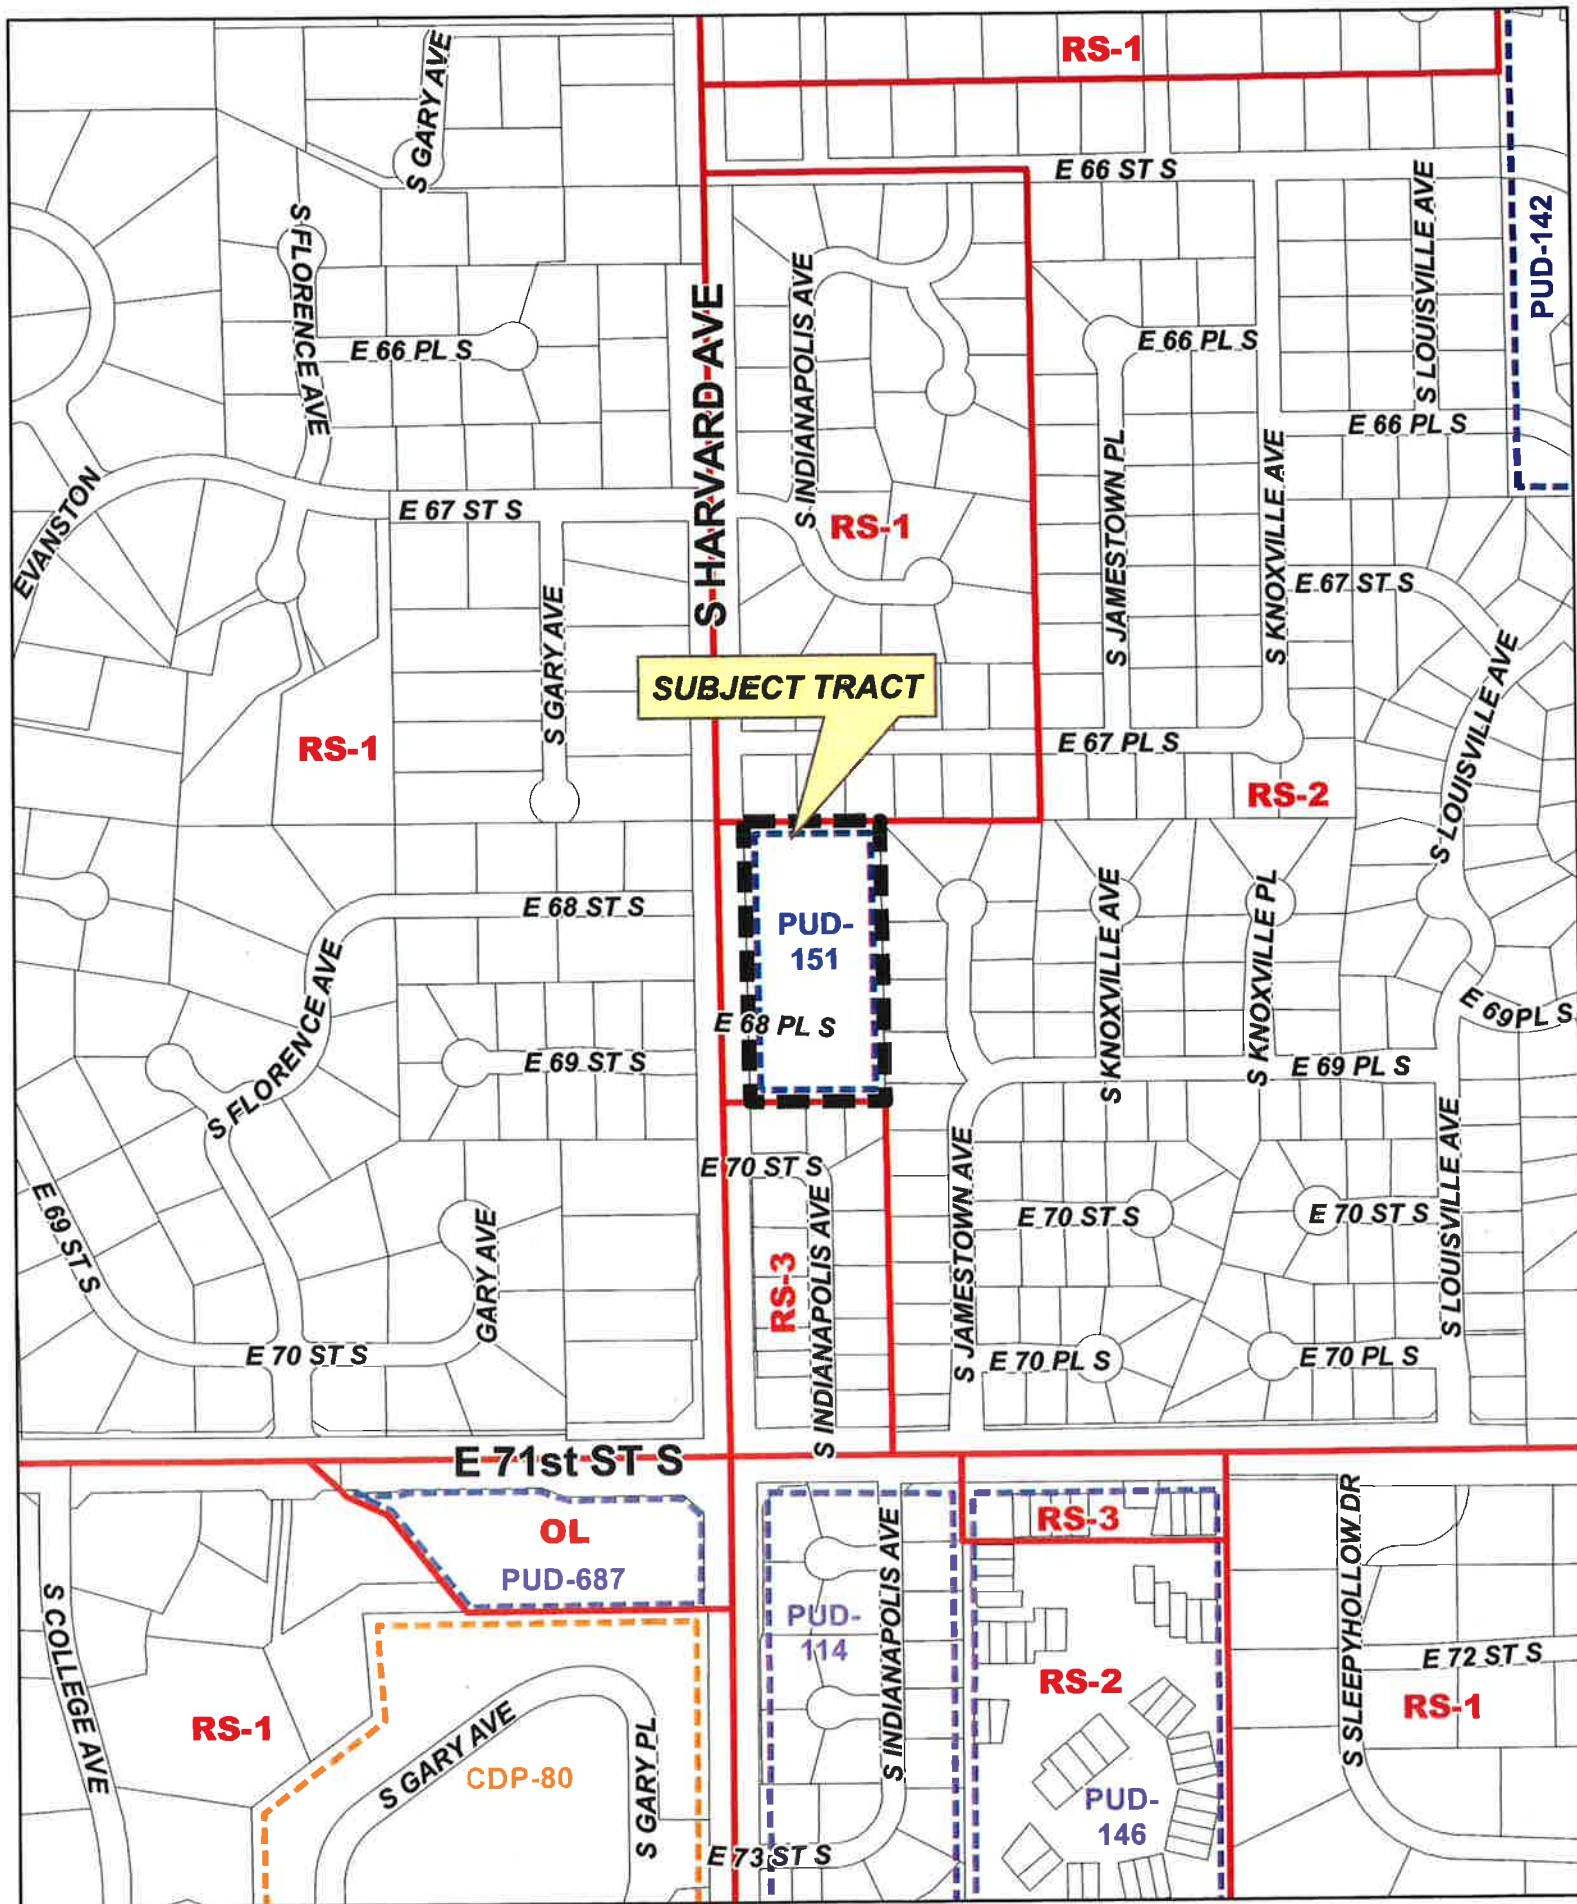 RS-1
S GARY AVE
E 66 ST S
S LOUISVILLE AVE
PUD-142
S FLORENCE AVE
S INDIANAPOLIS AVE
S HARVARD AVE
E 66 PL S
E 66 PL S
E 66 PL S
S JAMESTOWN PL
S KNOXVILLE AVE
EVANSTON
E 67 ST S
RS-1
E 67 ST S
S GARY AVE
SUBJECT TRACT
S LOUISVILLE AVE
RS-1
E 67 PL S
RS-2
E 68 ST S
PUD-
151
S KNOXVILLE AVE
S KNOXVILLE PL
S FLORENCE AVE
E 68 PL S
E 69 PL S
E 69 ST S
E 69 PL S
E 70 ST S
S JAMESTOWN AVE
S LOUISVILLE AVE
E 69 ST S
GARY AVE
S INDIANAPOLIS AVE
E 70 ST S
E 70 ST S
RS-3
E 70 ST S
E 70 PL S
E 70 PL S
E 71st ST S
OL
PUD-687
S INDIANAPOLIS AVE
RS-3
S SLEEPYHOLLOW DR
S COLLEGE AVE
PUD-
114
E 72 ST S
RS-2
RS-1
RS-1
S GARY AVE
S GARY PL
CDP-80
PUD-
146
E 73 ST S